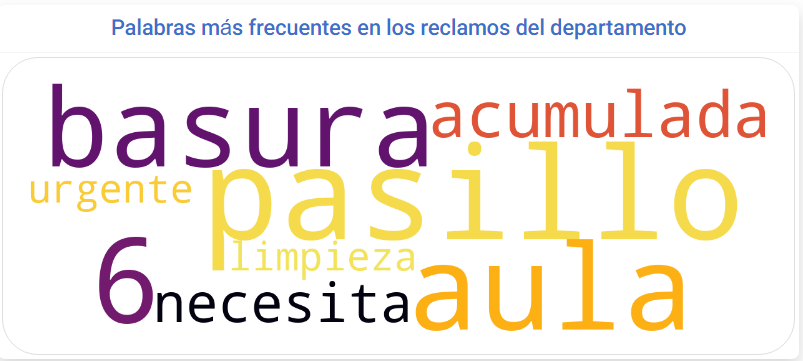 Palabras más frecuentes en los reclamos del departamento
basura acumulada
urgente pasillo
limpieza
6 necesita aula